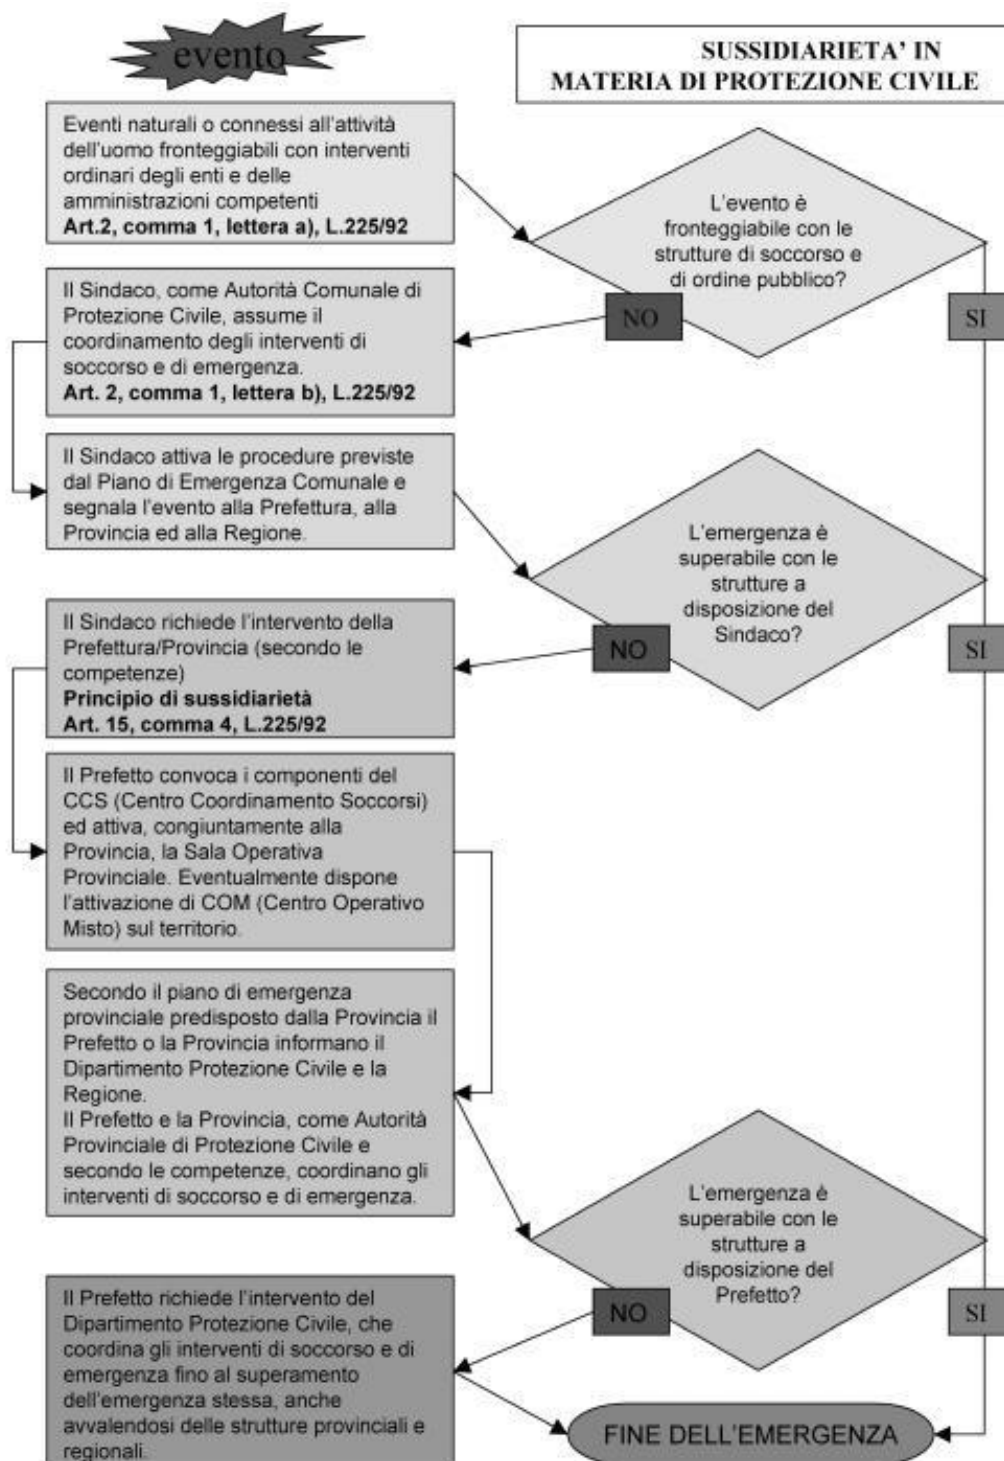 evento
SUSSIDIARIETA' IN
MATERIA DI PROTEZIONE CIVILE
Eventi naturali o connessi all'attività
dell'uomo fronteggiabili con interventi
ordinari degli enti e delle
amministrazioni competenti
Art.2, comma 1, lettera a), L.225/92
L'evento è
fronteggiabile con le
strutture di soccorso e
di ordine pubblico?
NO
SI
Il Sindaco, come Autorità Comunale di
Protezione Civile, assume il
coordinamento degli interventi di
soccorso e di emergenza.
Art. 2, comma 1, lettera b), L.225/92
Il Sindaco attiva le procedure previste
dal Piano di Emergenza Comunale e
segnala l'evento alla Prefettura, alla
Provincia ed alla Regione.
L'emergenza è
superabile con le
strutture a
disposizione del
Sindaco?
NO
SI
Il Sindaco richiede l'intervento della
Prefettura/Provincia (secondo le
competenze)
Principio di sussidiarietà
Art. 15, comma 4, L.225/92
Il Prefetto convoca i componenti del
CCS (Centro Coordinamento Soccorsi)
ed attiva, congiuntamente alla
Provincia, la Sala Operativa
Provinciale. Eventualmente dispone
l'attivazione di COM (Centro Operativo
Misto) sul territorio.
Secondo il piano di emergenza
provinciale predisposto dalla Provincia il
Prefetto o la Provincia informano il
Dipartimento Protezione Civile e la
Regione.
Il Prefetto e la Provincia, come Autorità
Provinciale di Protezione Civile e
secondo le competenze, coordinano gli
interventi di soccorso e di emergenza.
L'emergenza è
superabile con le
strutture a
disposizione del
Prefetto?
NO
SI
Il Prefetto richiede l'intervento del
Dipartimento Protezione Civile, che
coordina gli interventi di soccorso e di
emergenza fino al superamento
dell'emergenza stessa, anche
avvalendosi delle strutture provinciali e
regionali.
FINE DELL'EMERGENZA